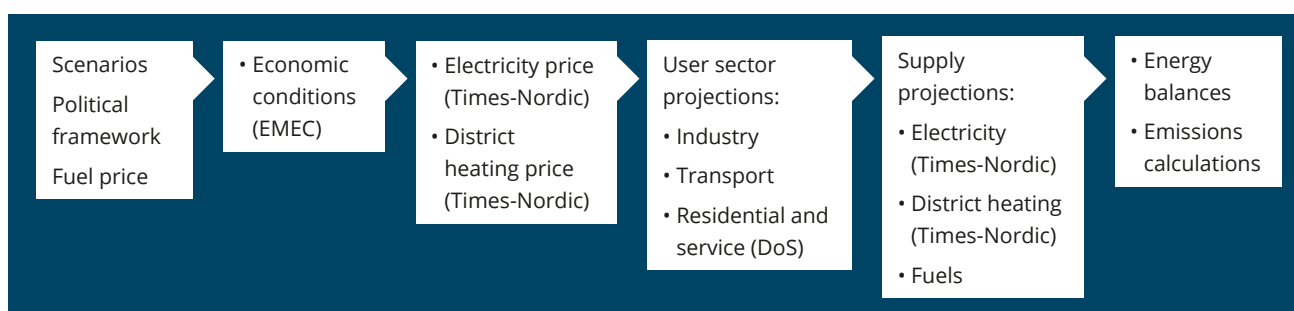 Scenarios
Political
framework
Fuel price
• Economic
conditions
(EMEC)
• Electricity price
(Times-Nordic)
• District
heating price
(Times-Nordic)
User sector
projections:
• Industry
• Transport
• Residential and
service (DoS)
Supply
projections:
• Electricity
(Times-Nordic)
• District heating
(Times-Nordic)
• Fuels
• Energy
balances
• Emissions
calculations